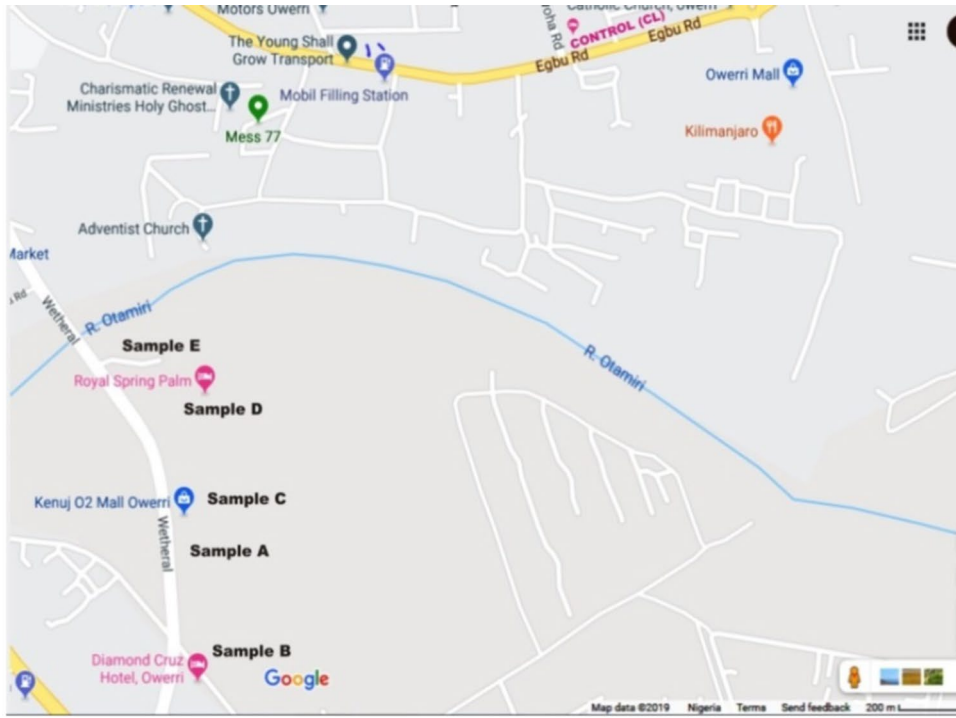 Motors Owerri
The Young Shall
Grow Transport
Mobil Filling Station
Charismatic Renewal
Ministries Holy Ghost...
Mess 77
CONTROL (CL)
Egbu Rd
Egbu Rd
Owerri Mall
Kilimanjaro
Adventist Church
Market
Wetheral
R. Otamiri
Sample E
Royal Spring Palm
Sample D
R. Otamiri
Kenuj O2 Mall Owerri
Sample C
Wetheral
Sample A
Sample B
Diamond Cruz
Hotel, Owerri
Google
Map data ©2019 Nigeria Terms Send feedback 200 m